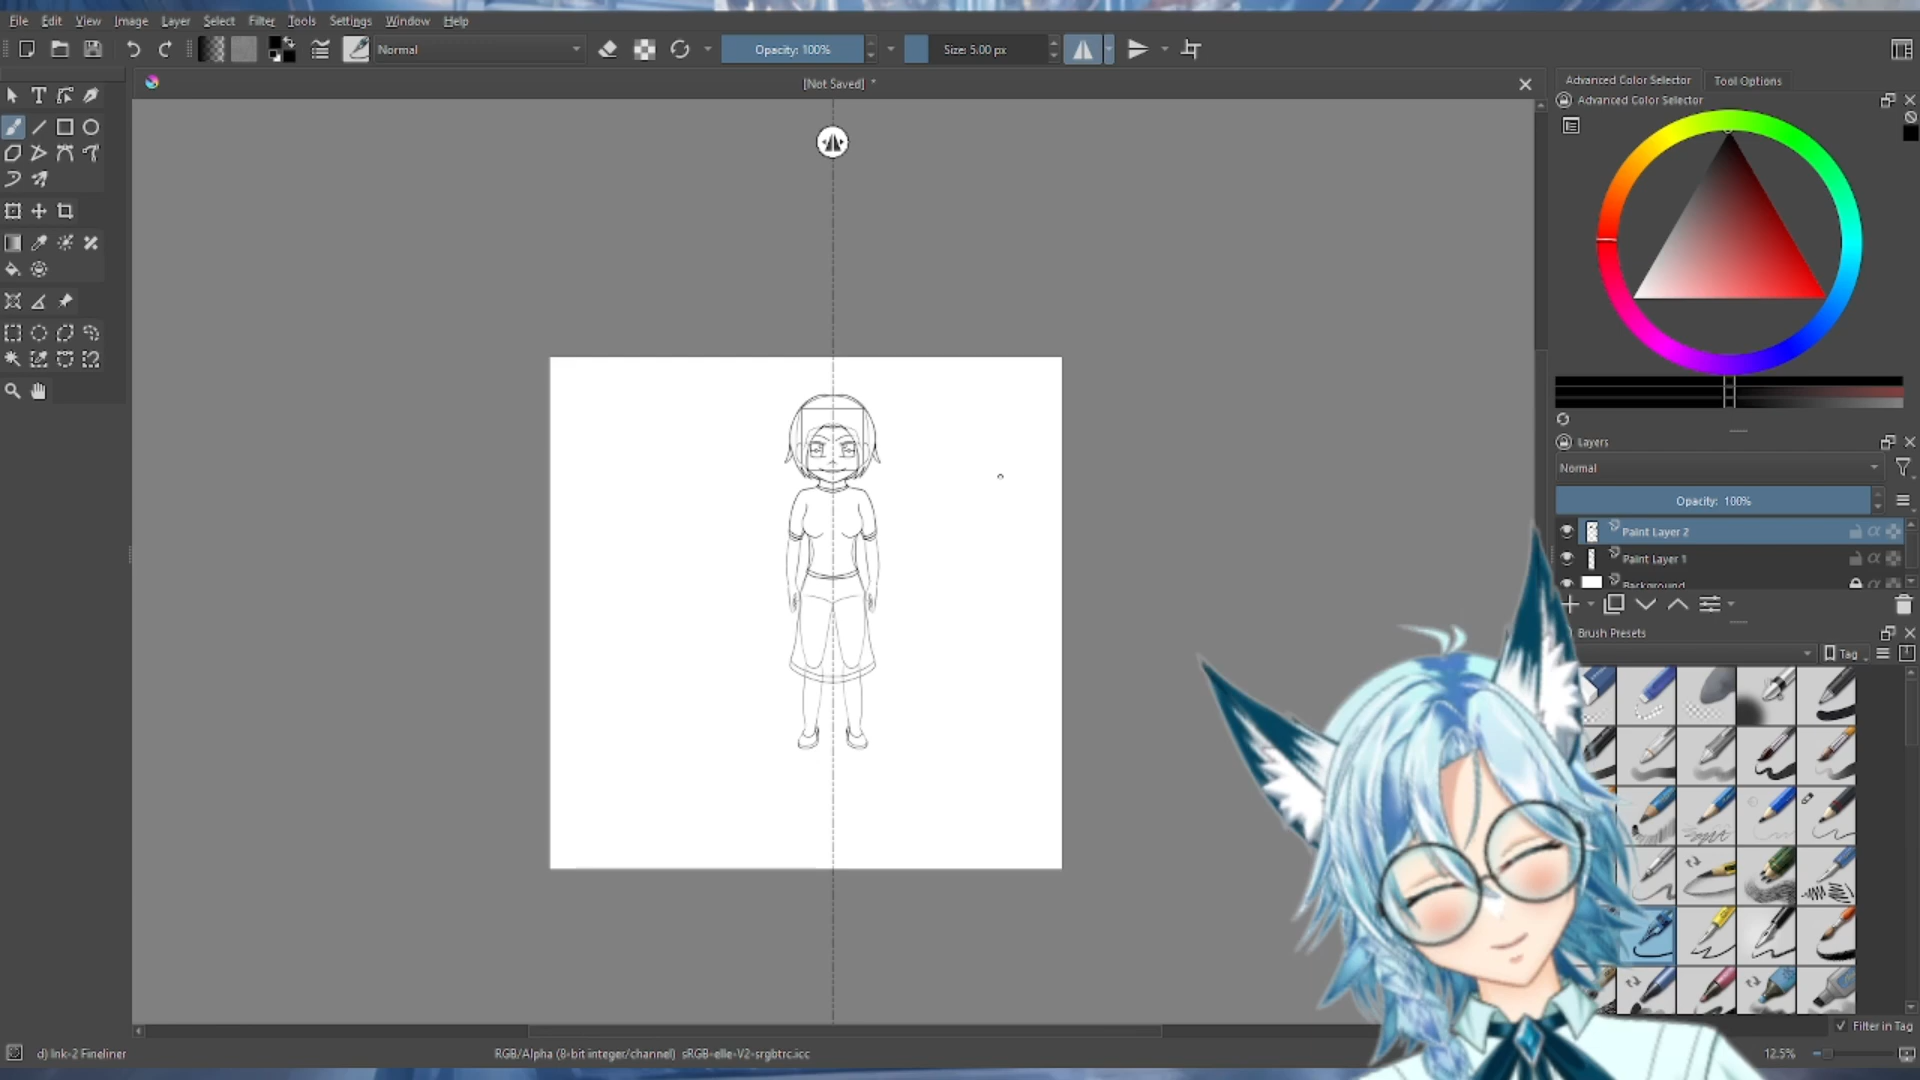 File Edit View Image Layer Select Filter Tools Settings Window Help
Normal
Opacity: 100%
Size: 5.00 px
[Not Saved] *
Advanced Color Selector
Tool Options
Advanced Color Selector
Layers
Normal
Opacity: 100%
Paint Layer 2
Paint Layer 1
Background
Brush Presets
Tag
Filter in Tag
d) Ink-2 Fineliner
RGB/Alpha (8-bit integer/channel) sRGB-elle-V2-srgbtrc.icc
12.5%